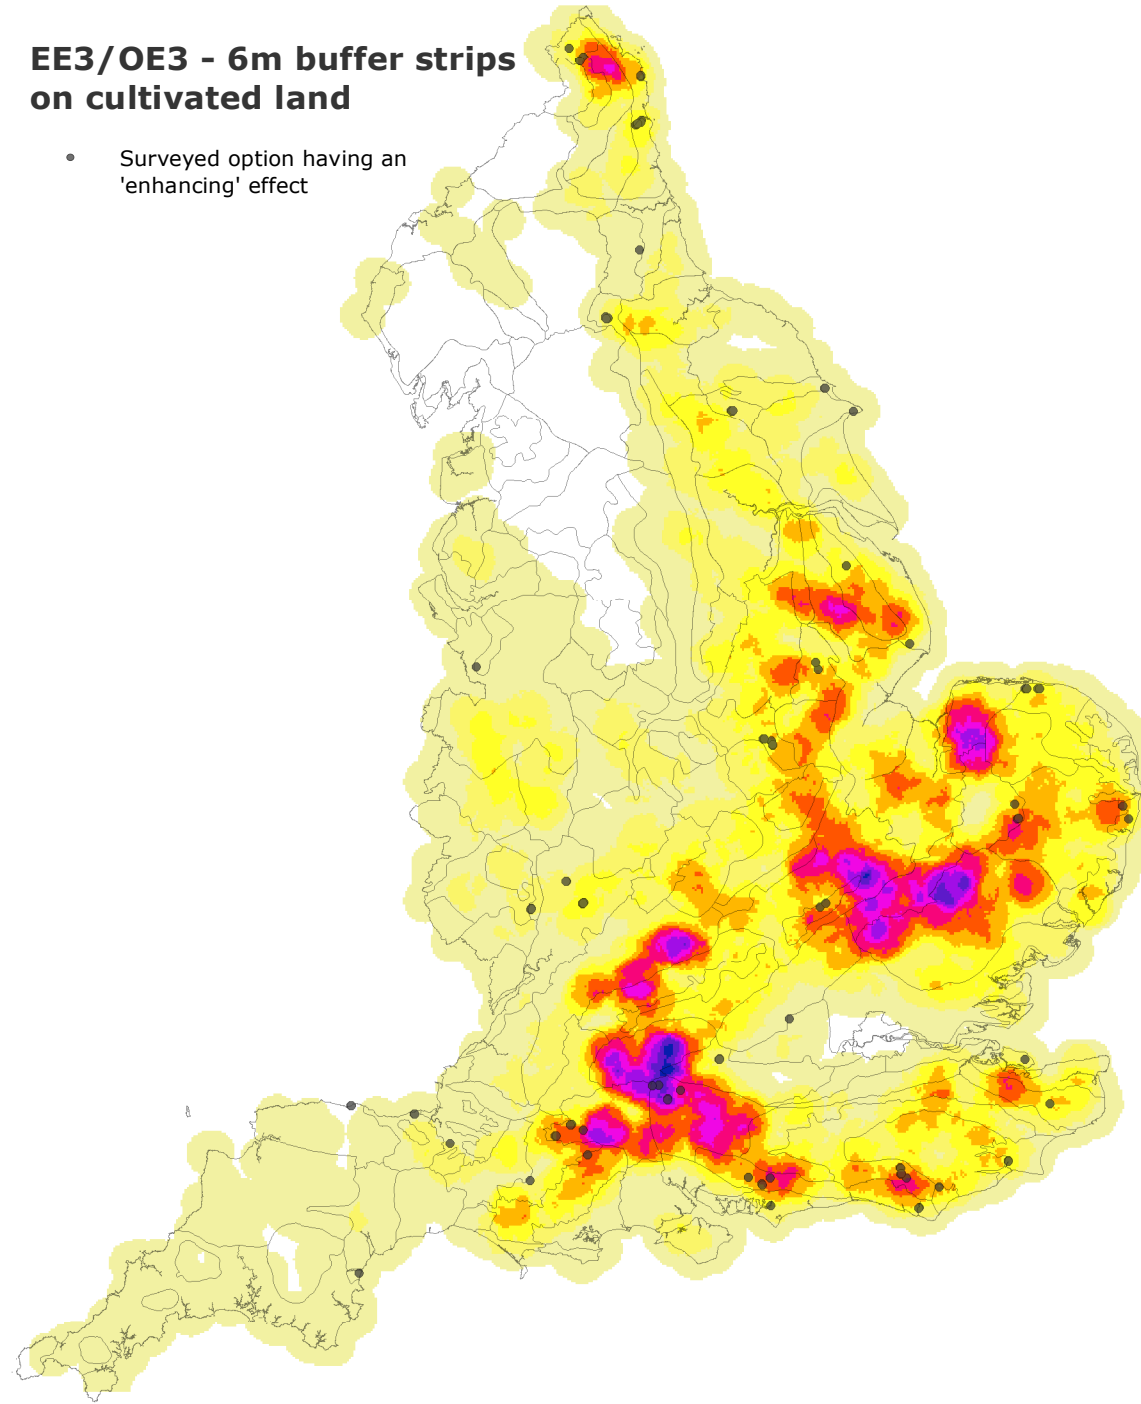 EE3/OE3 - 6m buffer strips
on cultivated land
Surveyed option having an
'enhancing' effect